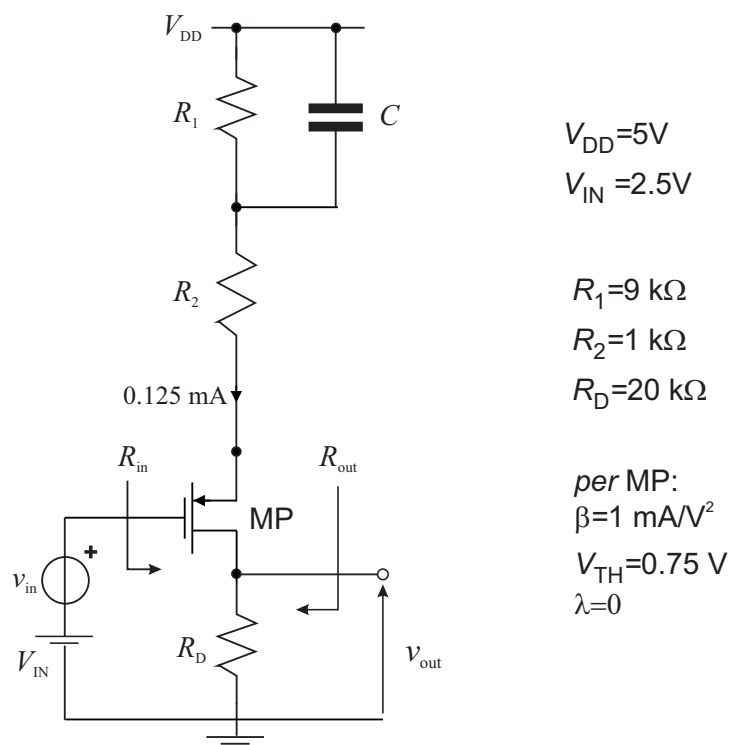 V_DD
R_1
C
R_2
0.125 mA
R_in
R_out
MP
+
v_in
V_IN
R_D
v_out
V_DD=5V
V_IN =2.5V
R_1=9 kΩ
R_2=1 kΩ
R_D=20 kΩ
per MP:
β=1 mA/V²
V_TH=0.75 V
λ=0